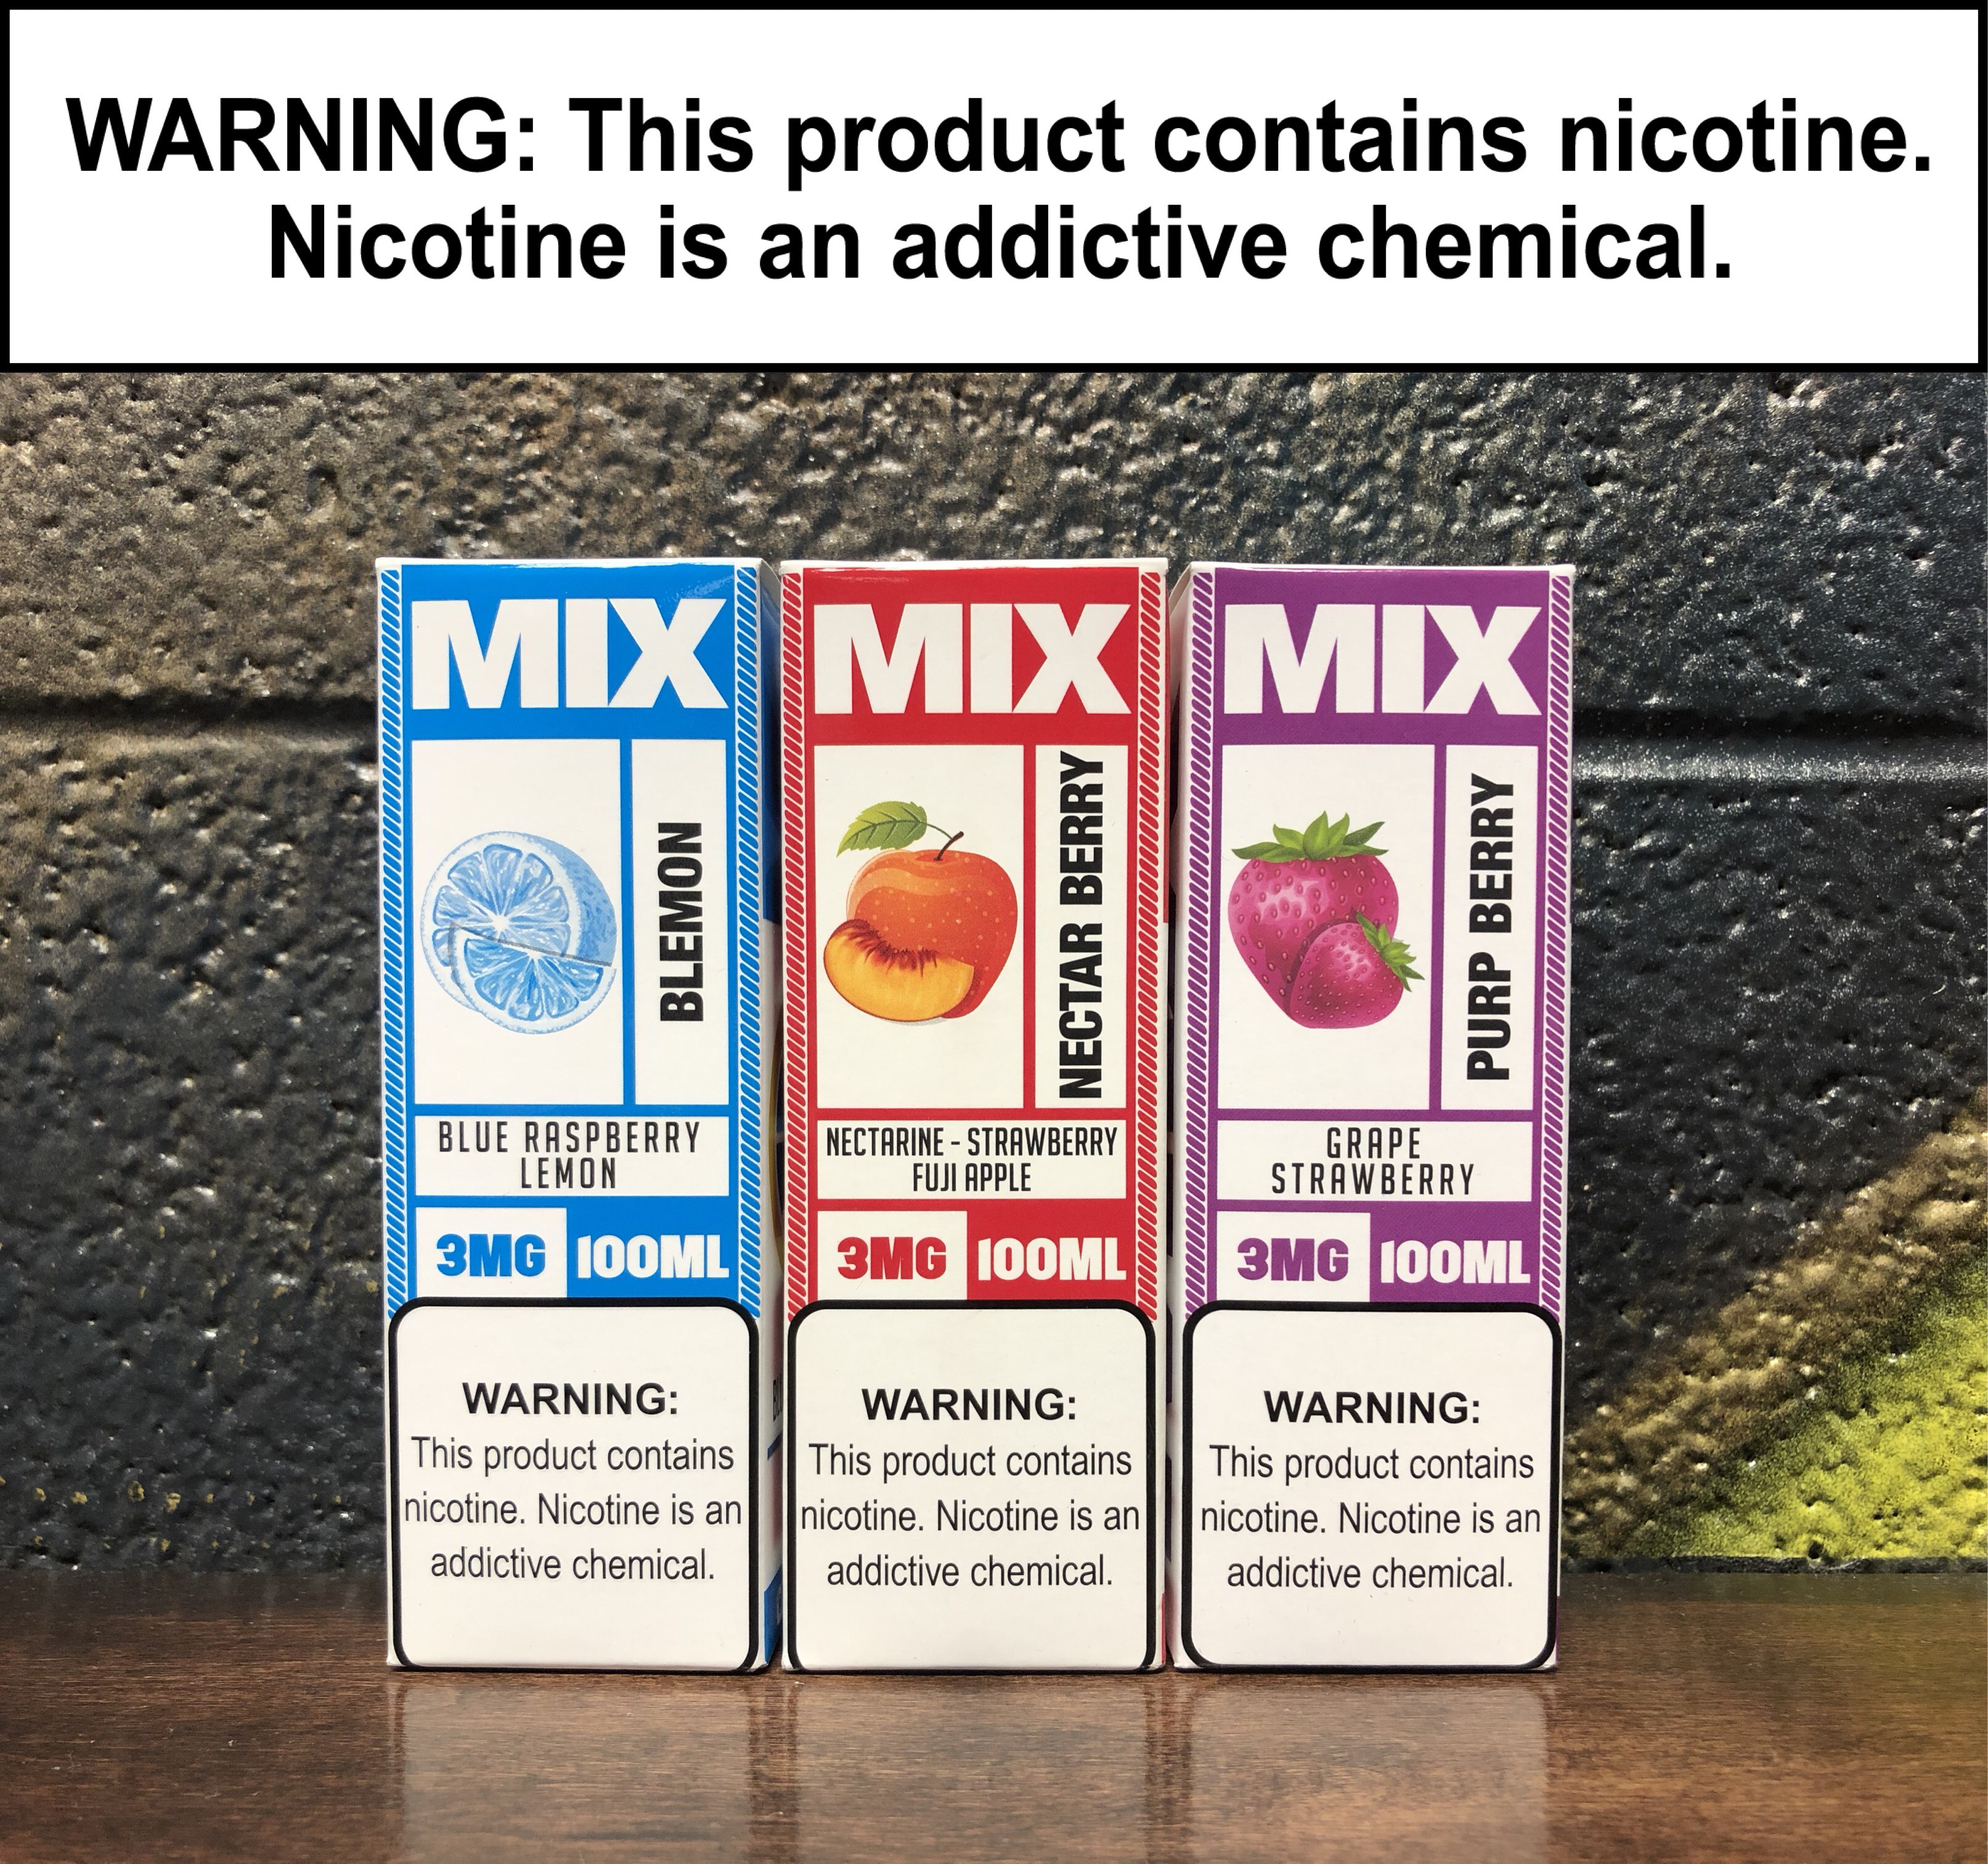 WARNING: This product contains nicotine.
Nicotine is an addictive chemical.
MIX
BLEMON
BLUE RASPBERRY
LEMON
3MG 100ML
WARNING:
This product contains
nicotine. Nicotine is an
addictive chemical.
MIX
NECTAR BERRY
NECTARINE - STRAWBERRY
FUJI APPLE
3MG 100ML
WARNING:
This product contains
nicotine. Nicotine is an
addictive chemical.
MIX
PURP BERRY
GRAPE
STRAWBERRY
3MG 100ML
WARNING:
This product contains
nicotine. Nicotine is an
addictive chemical.